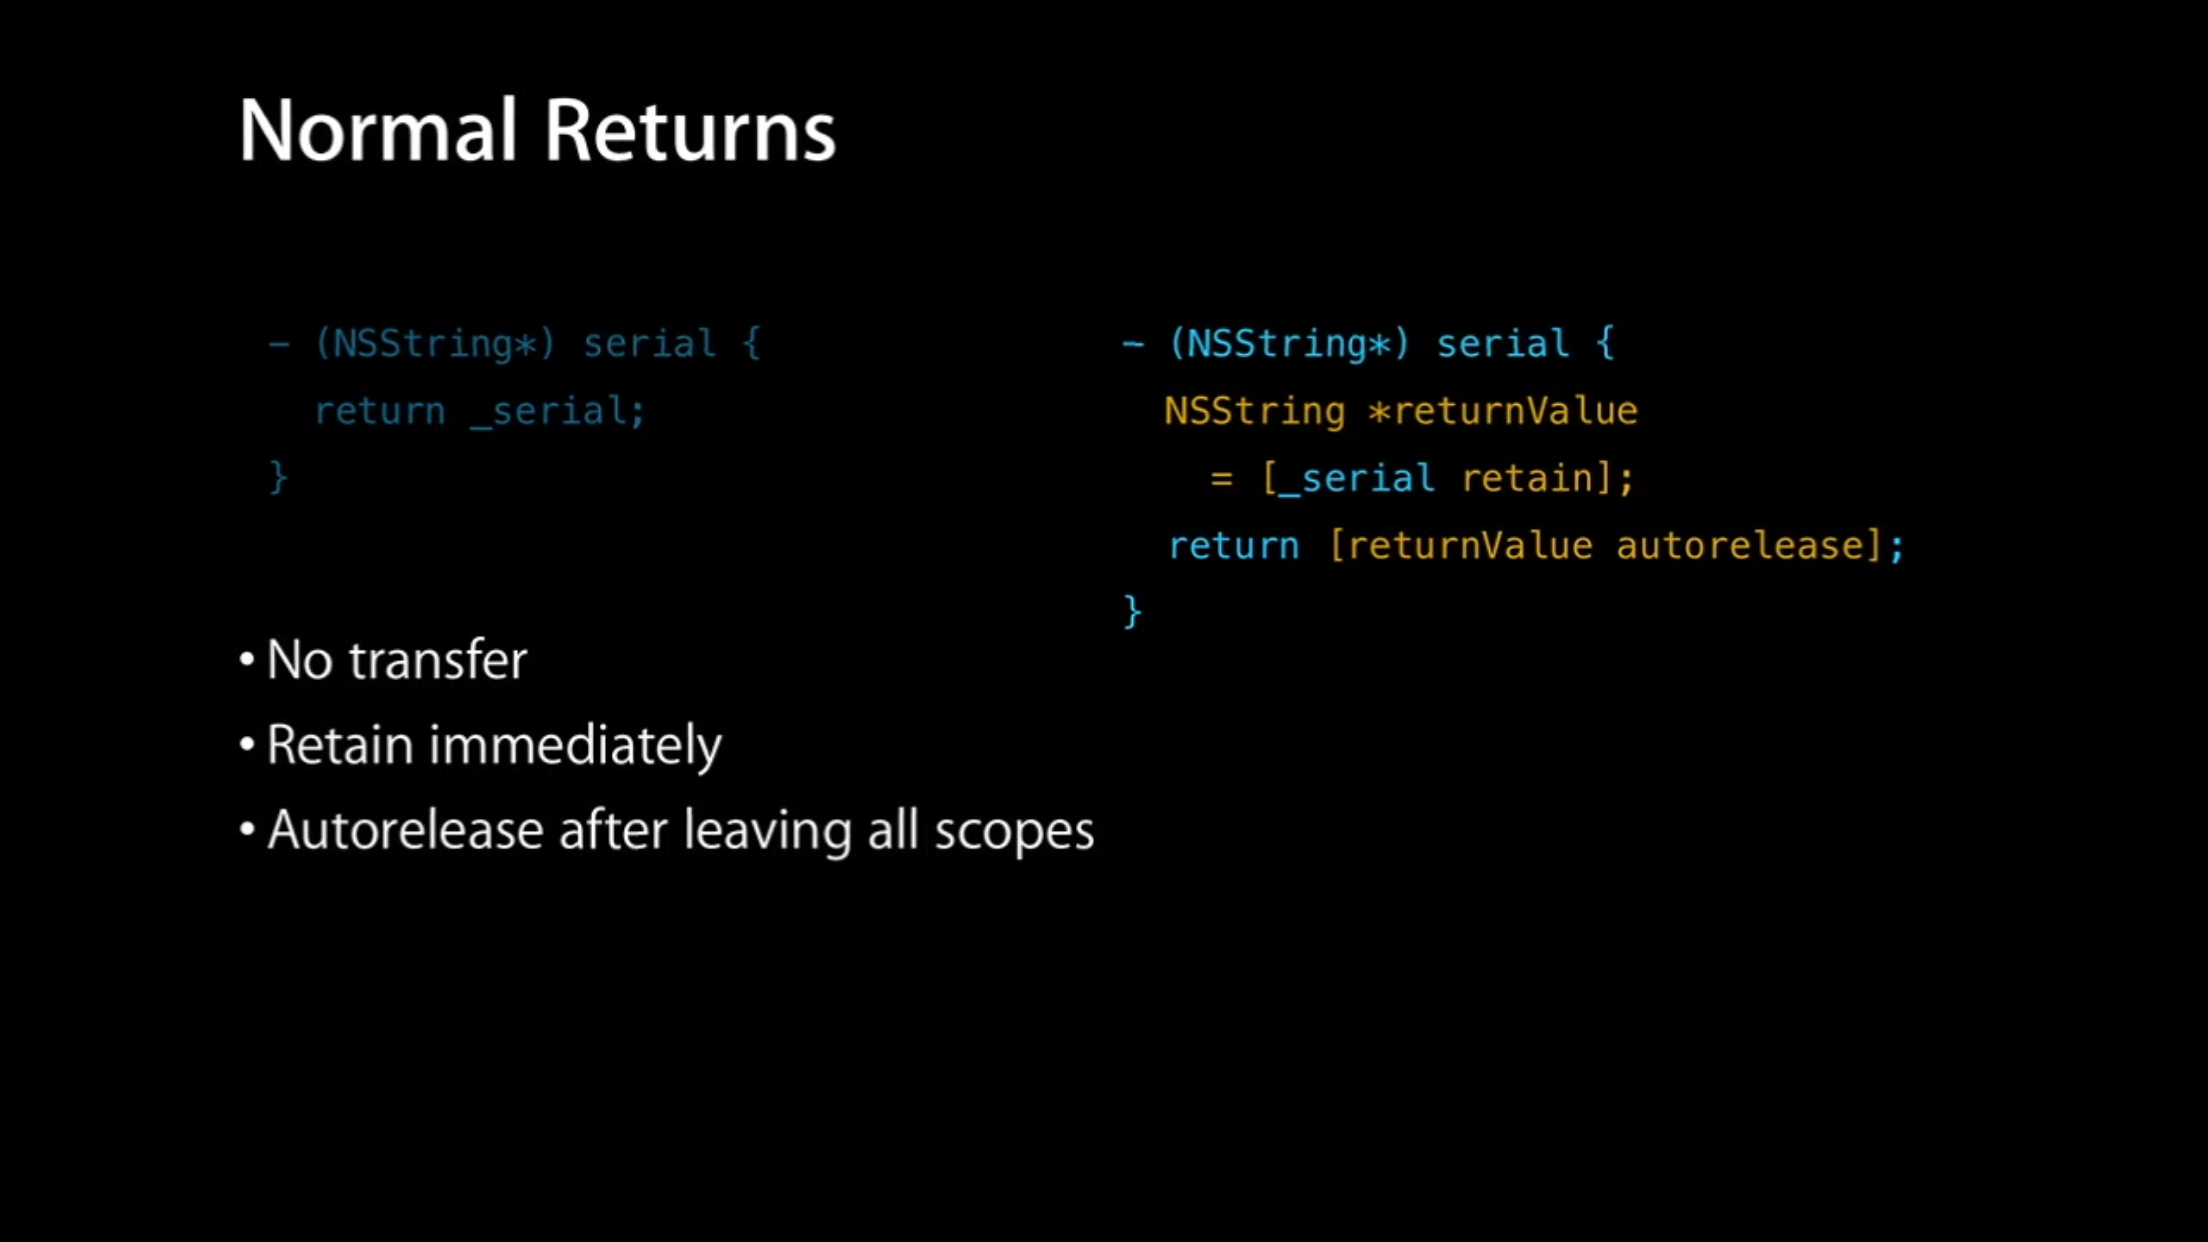 Normal Returns
– (NSString*) serial {
return _serial;
}
– (NSString*) serial {
NSString *returnValue
= [_serial retain];
return [returnValue autorelease];
}
• No transfer
• Retain immediately
• Autorelease after leaving all scopes